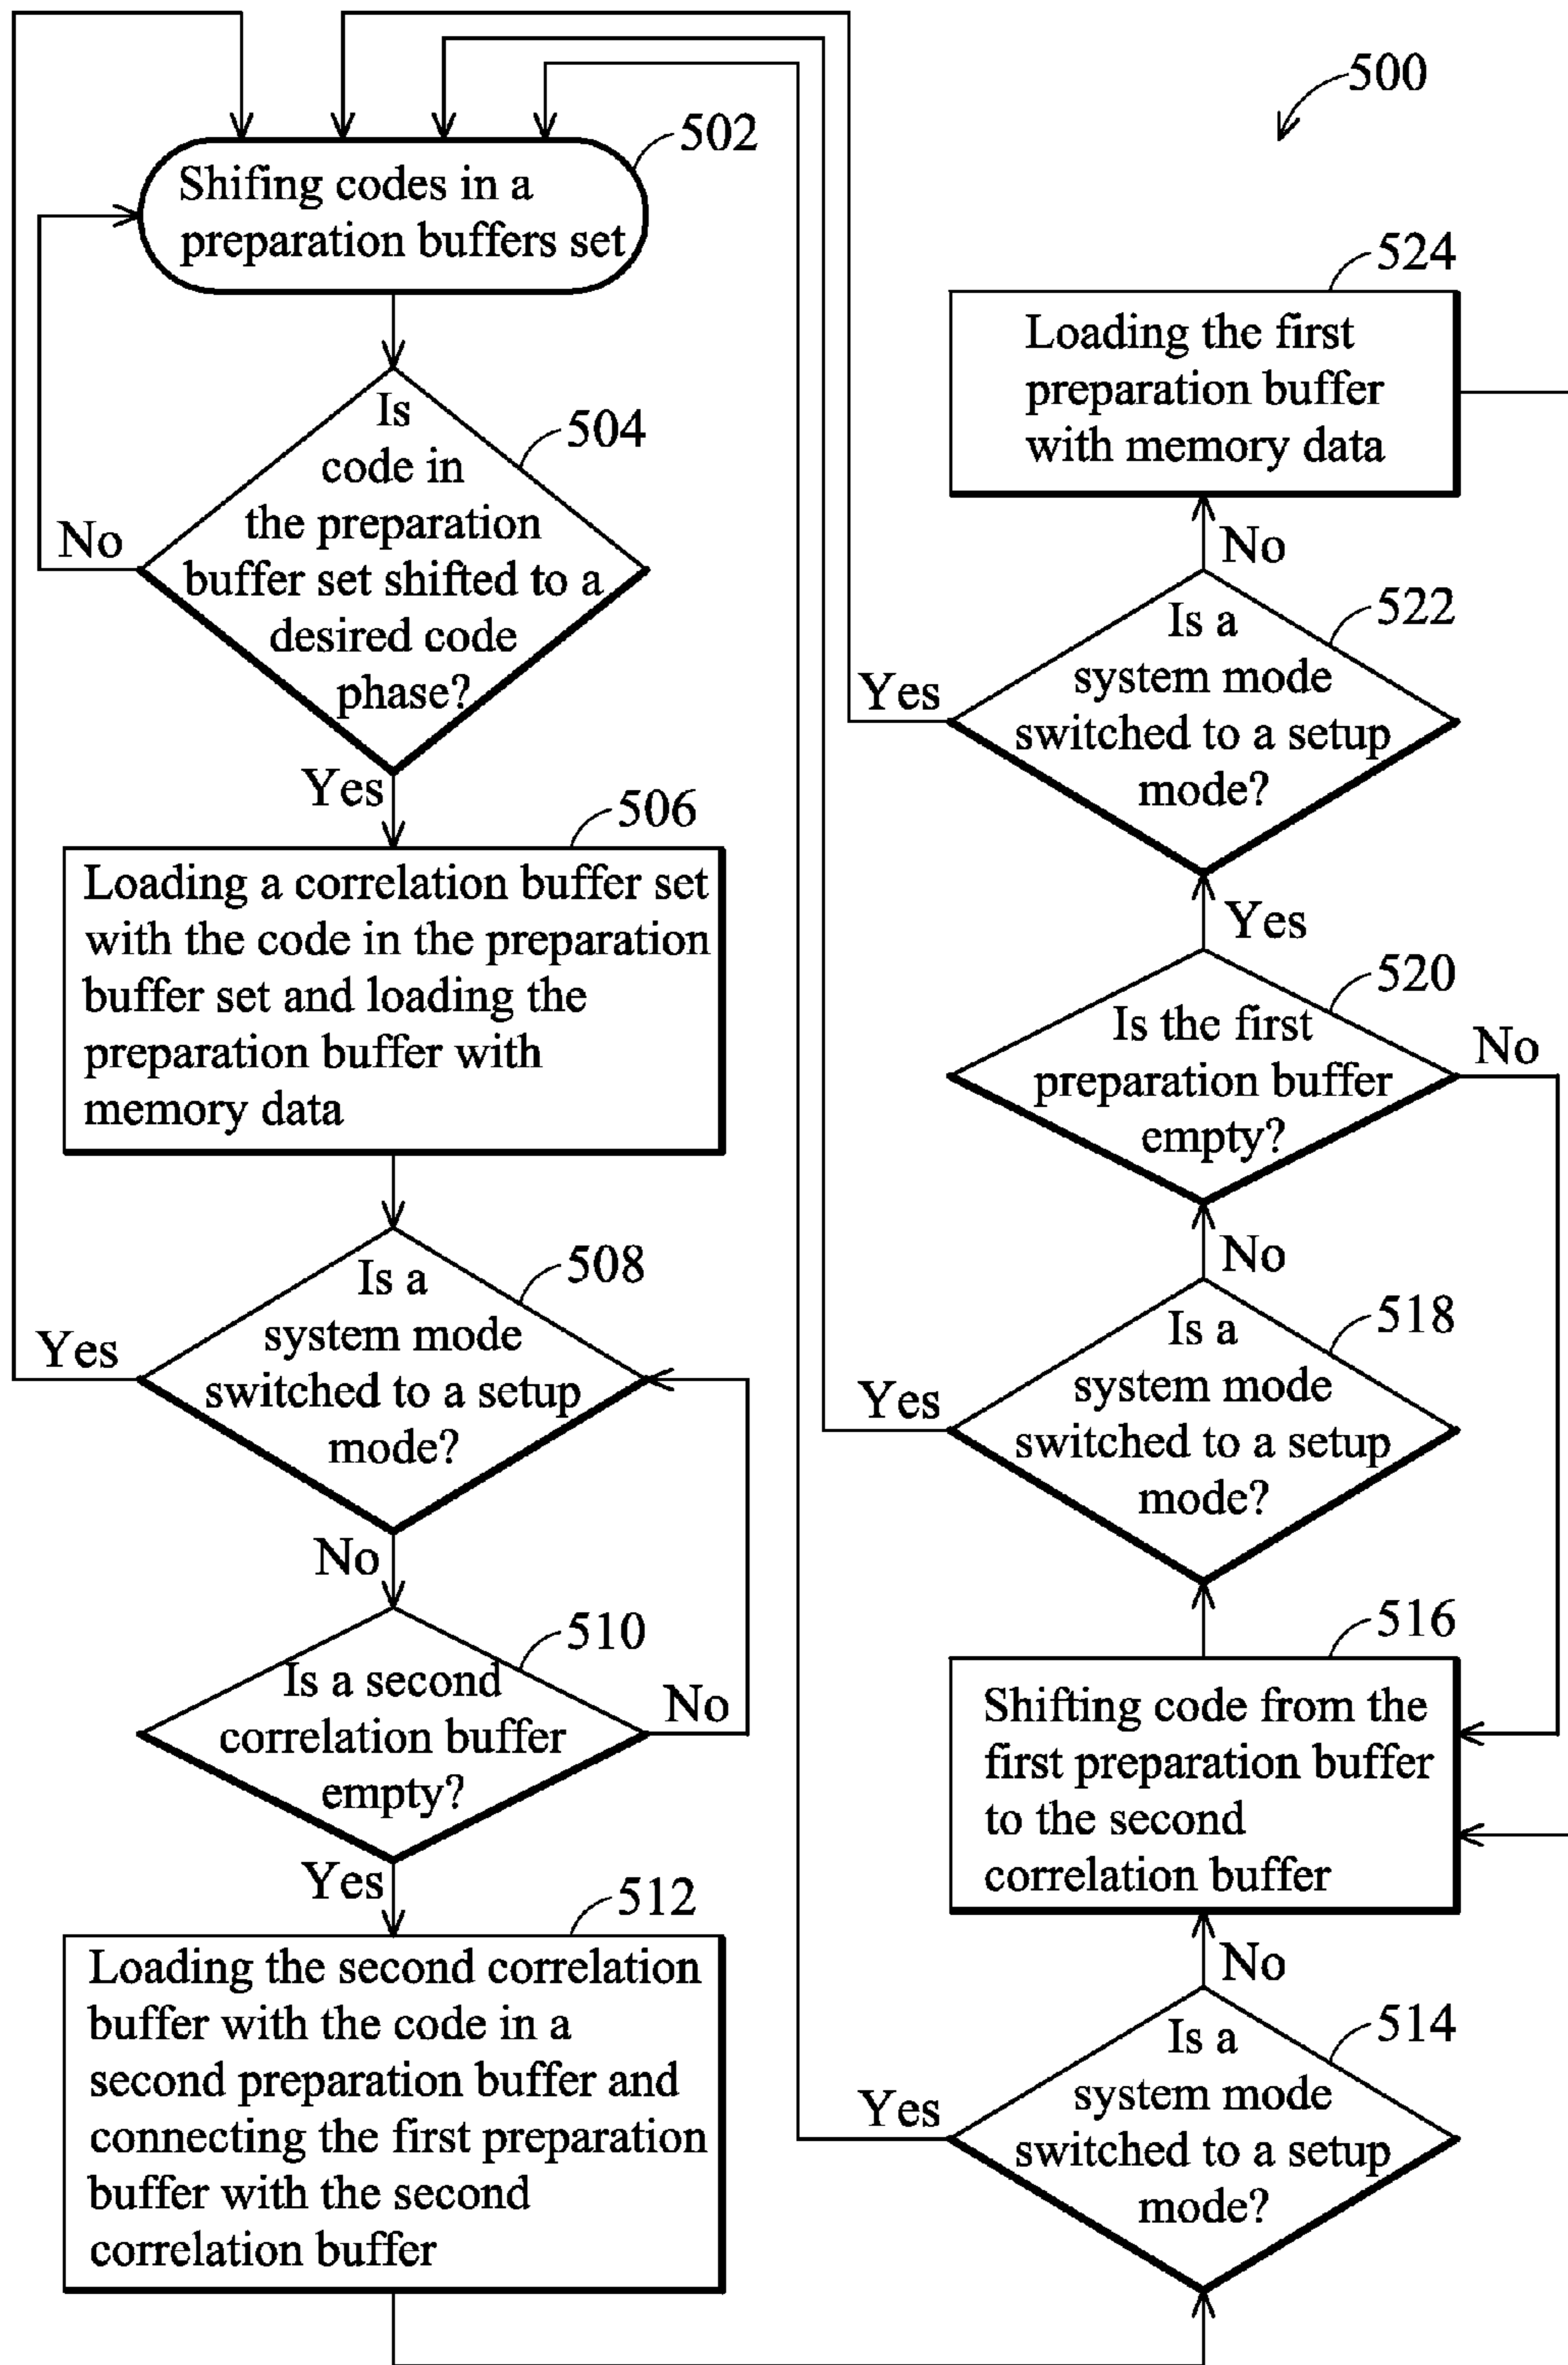 500
502
Shifing codes in a
preparation buffers set
504
Is
code in
the preparation
buffer set shifted to a
desired code
phase?
No
Yes
506
Loading a correlation buffer set
with the code in the preparation
buffer set and loading the
preparation buffer with
memory data
508
Is a
system mode
switched to a setup
mode?
Yes
No
510
Is a second
correlation buffer
empty?
No
Yes
512
Loading the second correlation
buffer with the code in a
second preparation buffer and
connecting the first preparation
buffer with the second
correlation buffer
524
Loading the first
preparation buffer
with memory data
No
522
Is a
system mode
switched to a setup
mode?
Yes
Yes
520
Is the first
preparation buffer
empty?
No
No
518
Is a
system mode
switched to a setup
mode?
Yes
516
Shifting code from the
first preparation buffer
to the second
correlation buffer
No
514
Is a
system mode
switched to a setup
mode?
Yes